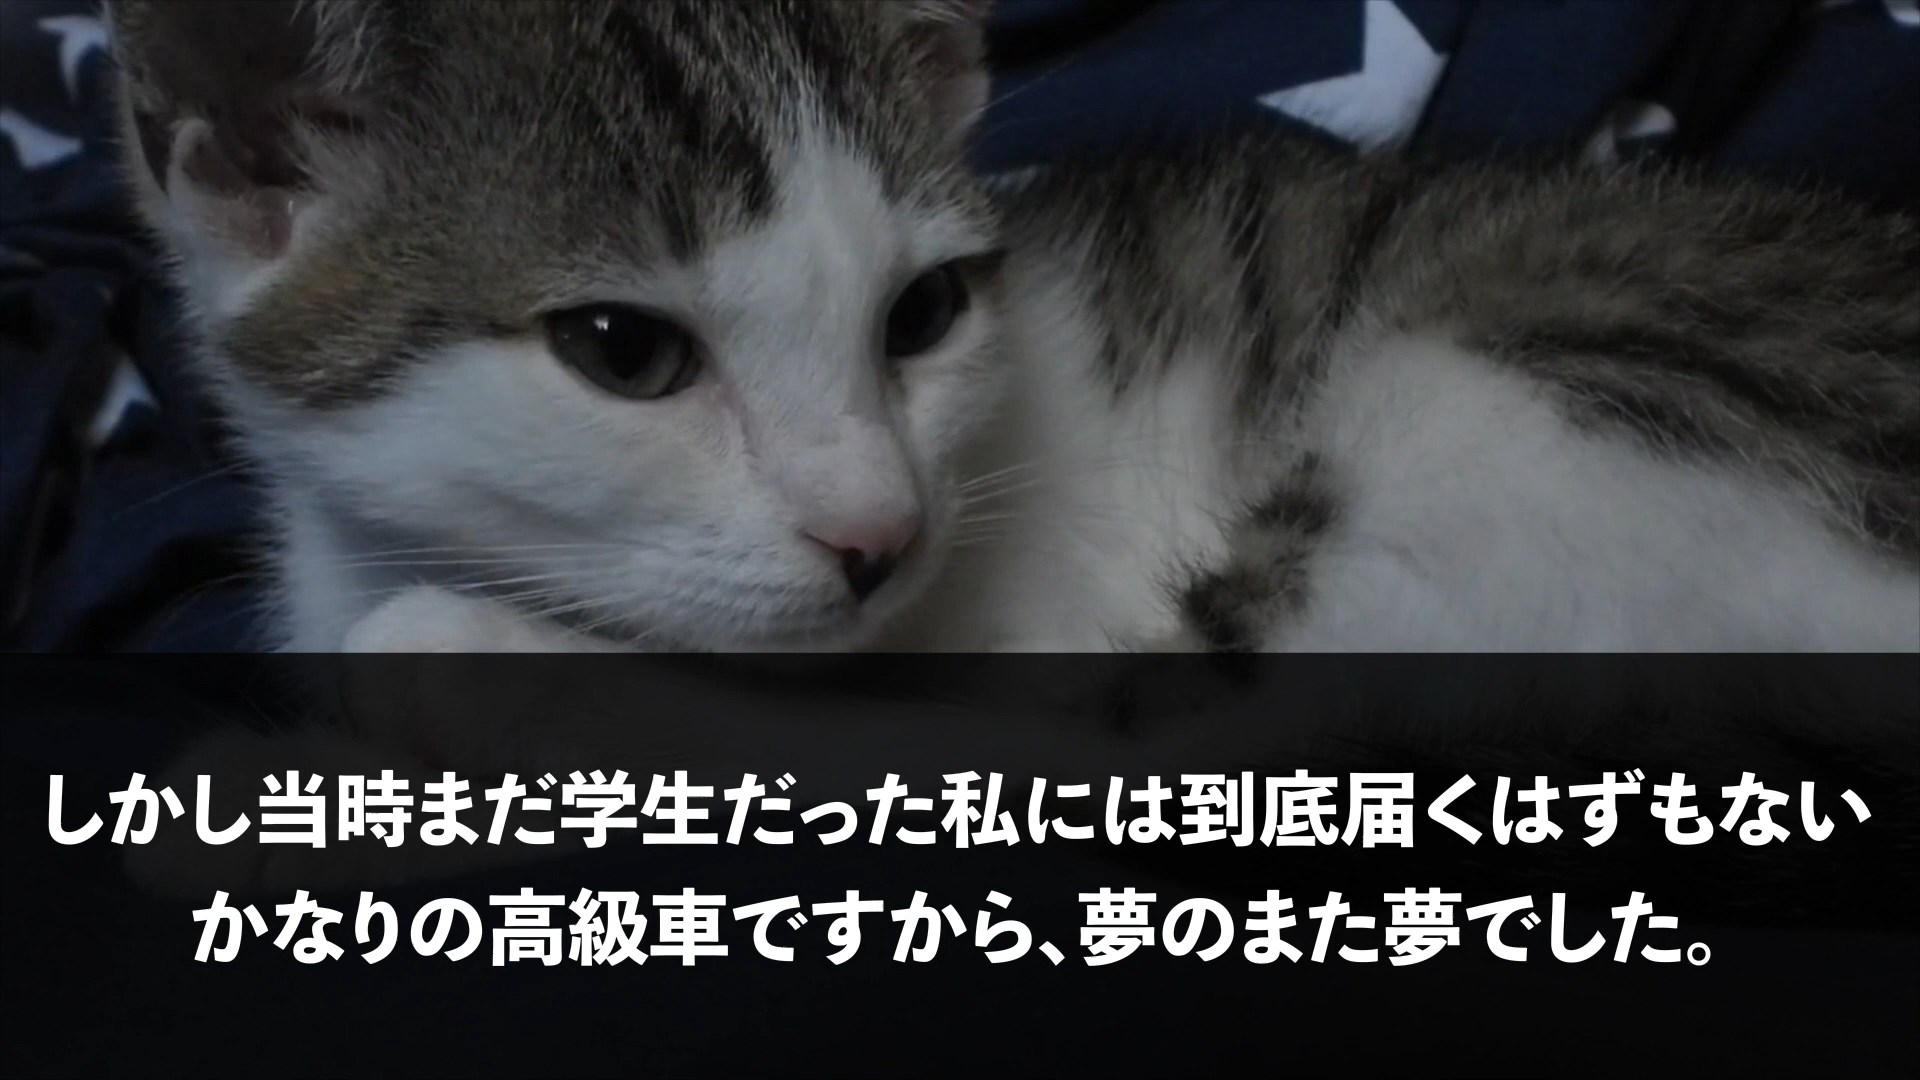 しかし当時まだ学生だった私には到底届くはずもない
かなりの高級車ですから、夢のまた夢でした。